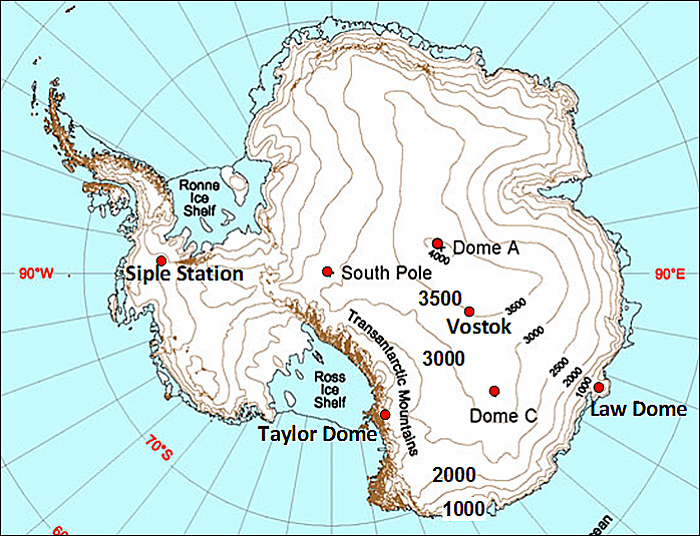 Ronne
Ice
Shelf
Dome A
4000
90°W
Siple Station
South Pole
90°E
3500
3500
Vostok
Transantarctic Mountains
3000
3000
Ross
Ice
Shelf
2500
2000
1000
Dome C
Law Dome
Taylor Dome
70°S
2000
1000